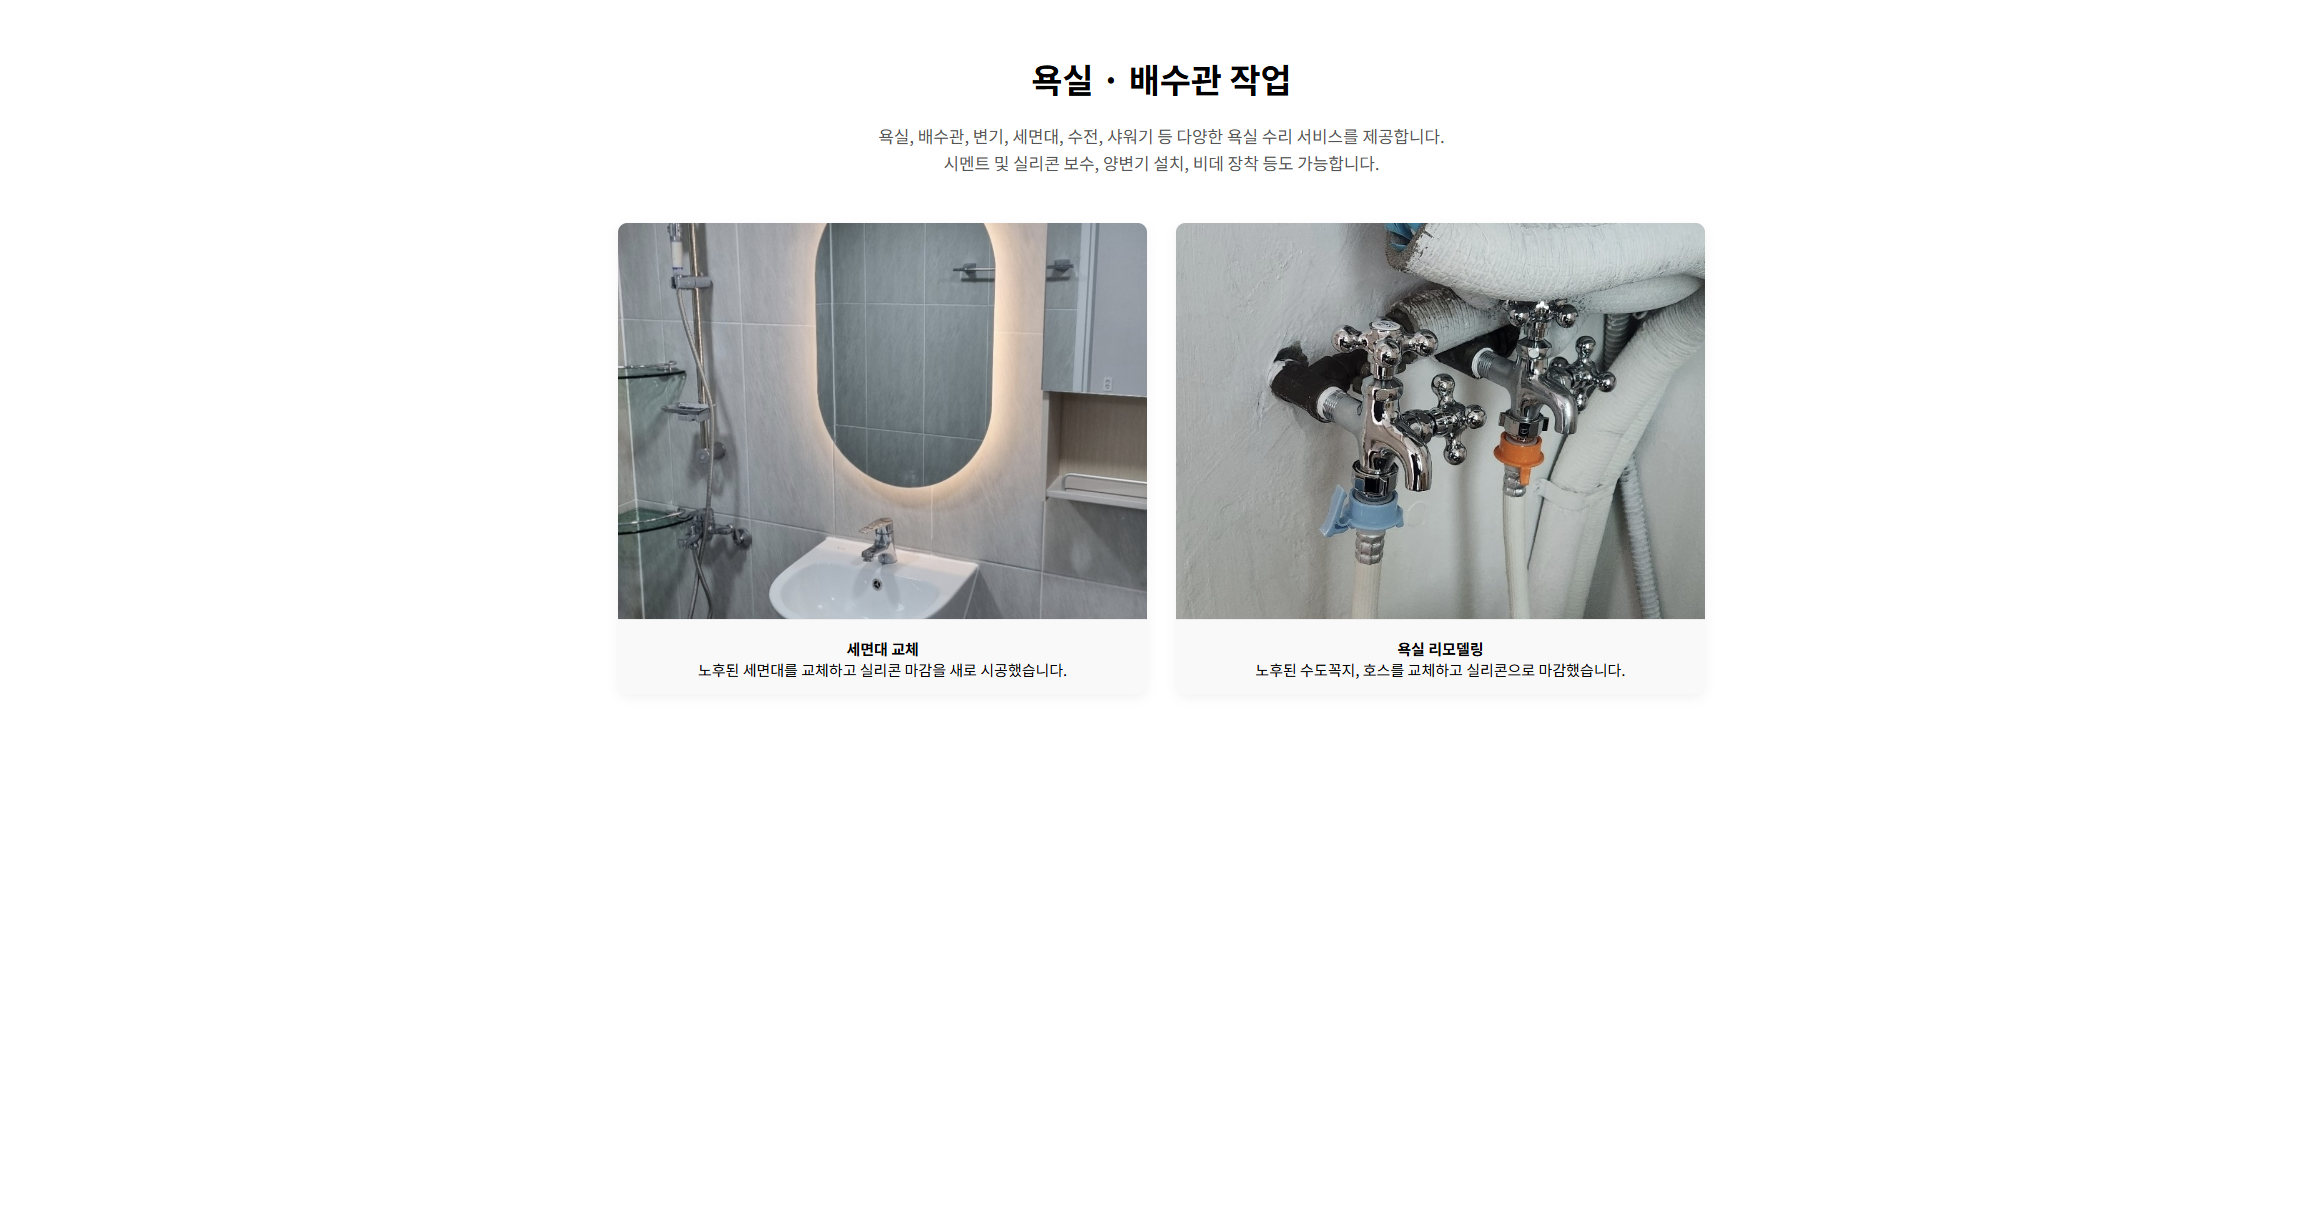 욕실 · 배수관 작업
욕실, 배수관, 변기, 세면대, 수전, 샤워기 등 다양한 욕실 수리 서비스를 제공합니다.
시멘트 및 실리콘 보수, 양변기 설치, 비데 장착 등도 가능합니다.
세면대 교체
노후된 세면대를 교체하고 실리콘 마감을 새로 시공했습니다.
욕실 리모델링
노후된 수도꼭지, 호스를 교체하고 실리콘으로 마감했습니다.